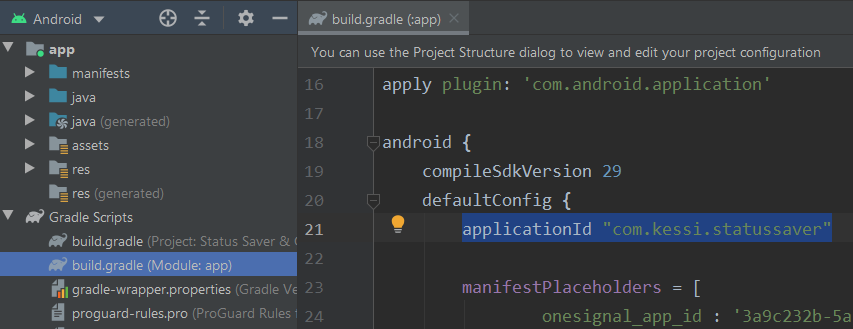 Android
app
manifests
java
java (generated)
assets
res
res (generated)
Gradle Scripts
build.gradle (Project: Status Saver &
build.gradle (Module: app)
gradle-wrapper.properties (Gradle Ve
proguard-rules.pro (ProGuard Rules f
build.gradle (:app)
You can use the Project Structure dialog to view and edit your project configuration
16 apply plugin: 'com.android.application'
17
18 android {
19 compileSdkVersion 29
20 defaultConfig {
21 applicationId "com.kessi.statussaver"
22
23 manifestPlaceholders = [
24 onesignal_app_id : '3a9c232b-5a